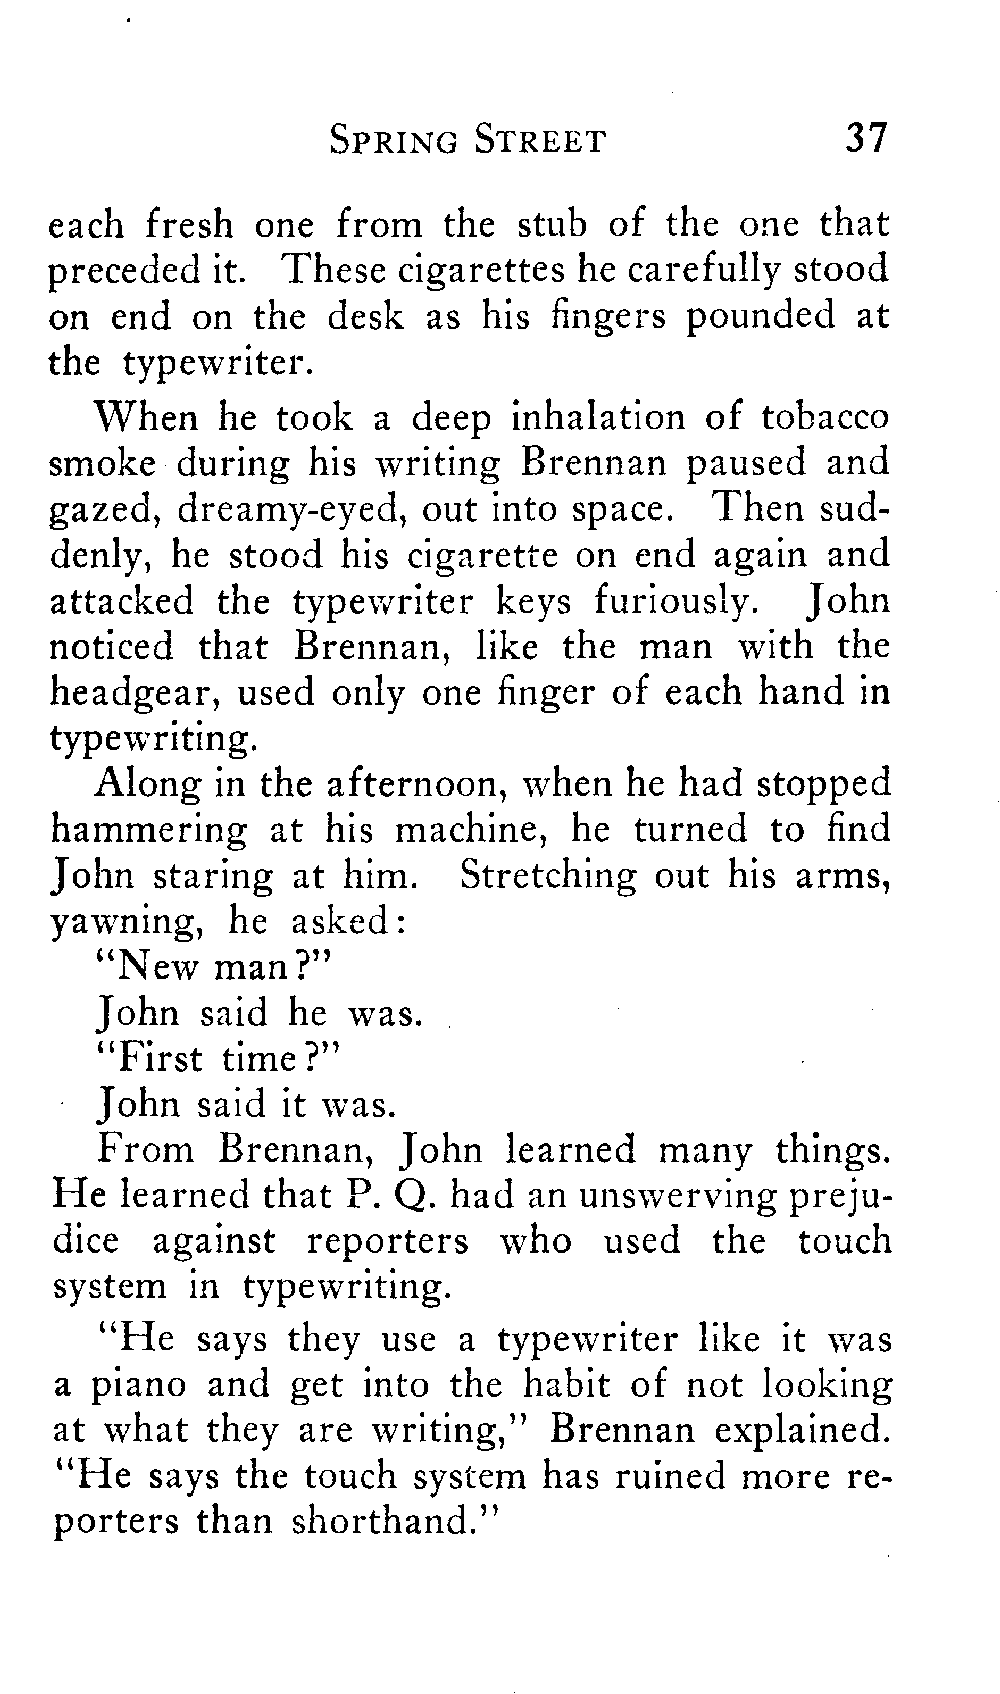 SPRING STREET 37
each fresh one from the stub of the one that
preceded it. These cigarettes he carefully stood
on end on the desk as his fingers pounded at
the typewriter.
When he took a deep inhalation of tobacco
smoke during his writing Brennan paused and
gazed, dreamy-eyed, out into space. Then sud-
denly, he stood his cigarette on end again and
attacked the typewriter keys furiously. John
noticed that Brennan, like the man with the
headgear, used only one finger of each hand in
typewriting.
Along in the afternoon, when he had stopped
hammering at his machine, he turned to find
John staring at him. Stretching out his arms,
yawning, he asked:
"New man?"
John said he was.
"First time?"
John said it was.
From Brennan, John learned many things.
He learned that P. Q. had an unswerving preju-
dice against reporters who used the touch
system in typewriting.
"He says they use a typewriter like it was
a piano and get into the habit of not looking
at what they are writing," Brennan explained.
"He says the touch system has ruined more re-
porters than shorthand."